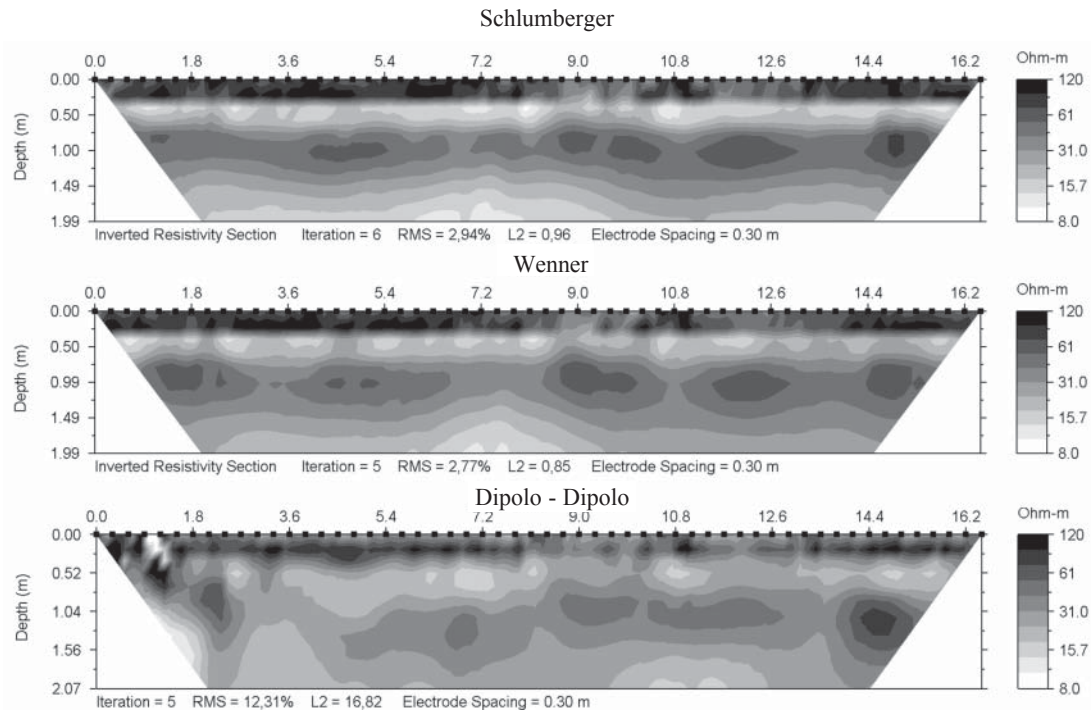 Schlumberger
0.0 1.8 3.6 5.4 7.2 9.0 10.8 12.6 14.4 16.2 Ohm-m
0.00 120
0.50 61
Depth (m) 1.00 31.0
1.49 15.7
1.99 8.0
Inverted Resistivity Section Iteration = 6 RMS = 2,94% L2 = 0,96 Electrode Spacing = 0.30 m
Wenner
0.0 1.8 3.6 5.4 7.2 9.0 10.8 12.6 14.4 16.2 Ohm-m
0.00 120
0.50 61
Depth (m) 0.99 31.0
1.49 15.7
1.99 8.0
Inverted Resistivity Section Iteration = 5 RMS = 2,77% L2 = 0,85 Electrode Spacing = 0.30 m
Dipolo - Dipolo
0.0 1.8 3.6 5.4 7.2 9.0 10.8 12.6 14.4 16.2 Ohm-m
0.00 120
0.52 61
Depth (m) 1.04 31.0
1.56 15.7
2.07 8.0
Iteration = 5 RMS = 12,31% L2 = 16,82 Electrode Spacing = 0.30 m